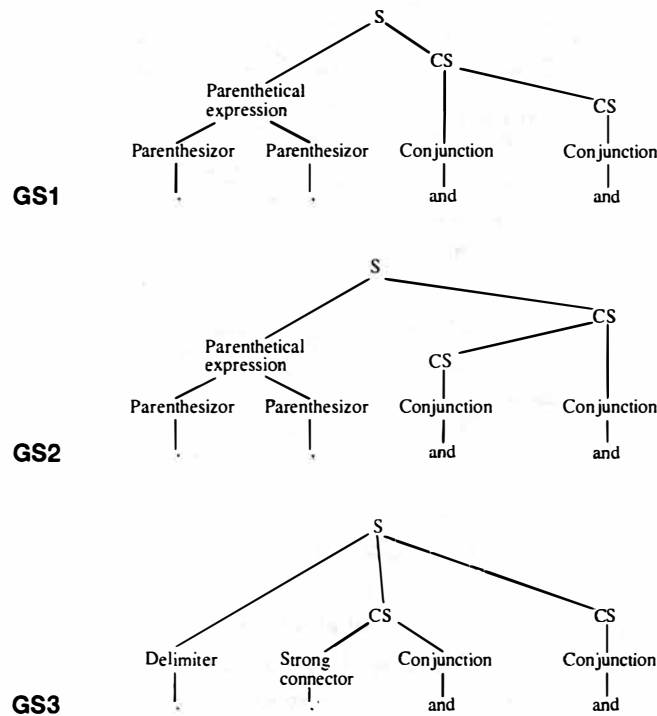 S
CS
Parenthetical
expression
CS
Parenthesizor Parenthesizor Conjunction Conjunction
GS1
and and
S
CS
Parenthetical
expression
CS
Parenthesizor Parenthesizor Conjunction Conjunction
GS2
and and
S
CS CS
Delimiter Strong Conjunction Conjunction
connector
GS3
and and